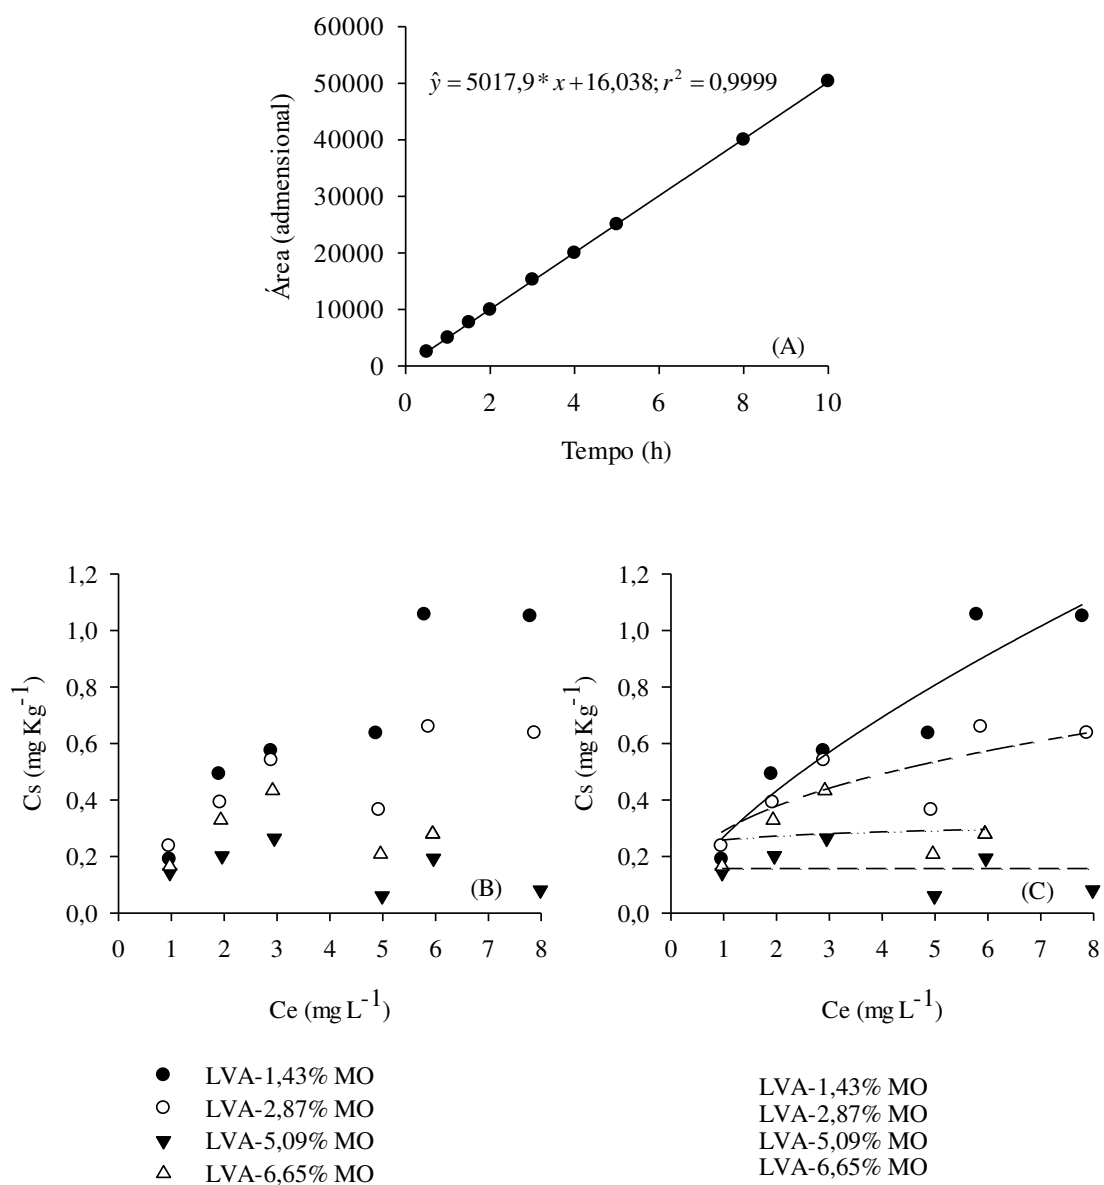 60000
50000
40000
30000
20000
10000
0
Área (admensional)
ŷ = 5017,9* x+16,038; r² = 0,9999
(A)
0 2 4 6 8 10
Tempo (h)
1,2
1,0
0,8
0,6
0,4
0,2
0,0
Cs (mg Kg⁻¹)
(B)
0 1 2 3 4 5 6 7 8
Ce (mg L⁻¹)
LVA-1,43% MO
LVA-2,87% MO
LVA-5,09% MO
LVA-6,65% MO
1,2
1,0
0,8
0,6
0,4
0,2
0,0
Cs (mg Kg⁻¹)
(C)
0 1 2 3 4 5 6 7 8
Ce (mg L⁻¹)
LVA-1,43% MO
LVA-2,87% MO
LVA-5,09% MO
LVA-6,65% MO